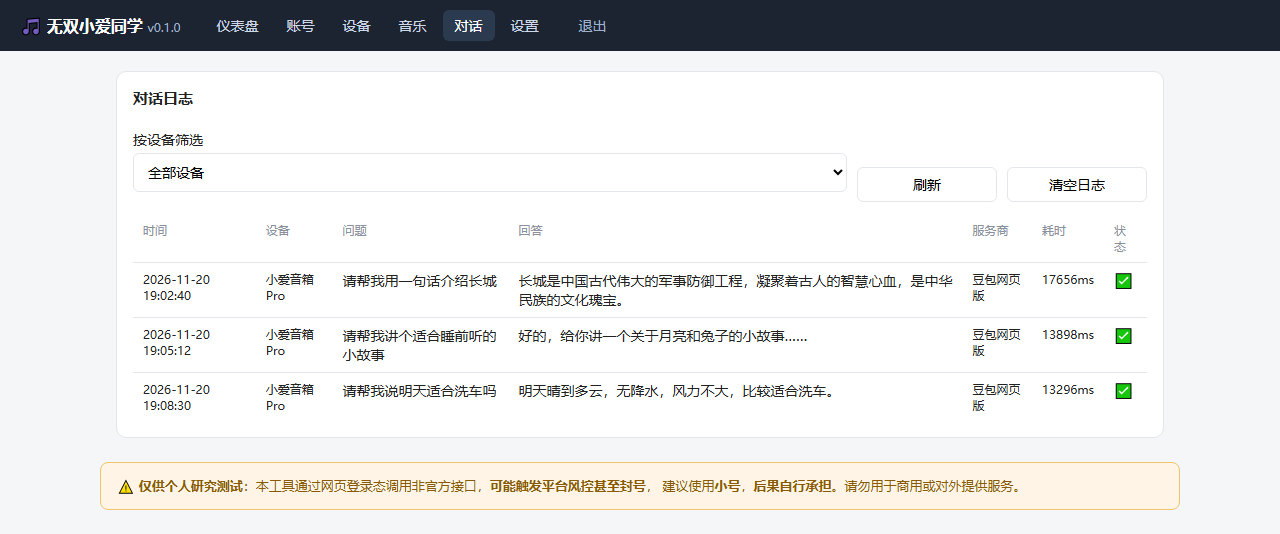 无双小爱同学 v0.1.0 仪表盘 账号 设备 音乐 对话 设置 退出
对话日志
按设备筛选
全部设备 刷新 清空日志
时间 设备 问题 回答 服务商 耗时 状
态
2026-11-20 小爱音箱 请帮我用一句话介绍长城 长城是中国古代伟大的军事防御工程，凝聚着古人的智慧心血，是中华 豆包网页 17656ms
19:02:40 Pro 民族的文化瑰宝。 版
2026-11-20 小爱音箱 请帮我讲个适合睡前听的 好的，给你讲一个关于月亮和兔子的小故事…… 豆包网页 13898ms
19:05:12 Pro 小故事 版
2026-11-20 小爱音箱 请帮我说明天适合洗车吗 明天晴到多云，无降水，风力不大，比较适合洗车。 豆包网页 13296ms
19:08:30 Pro 版
仅供个人研究测试：本工具通过网页登录态调用非官方接口，可能触发平台风控甚至封号， 建议使用小号，后果自行承担。请勿用于商用或对外提供服务。